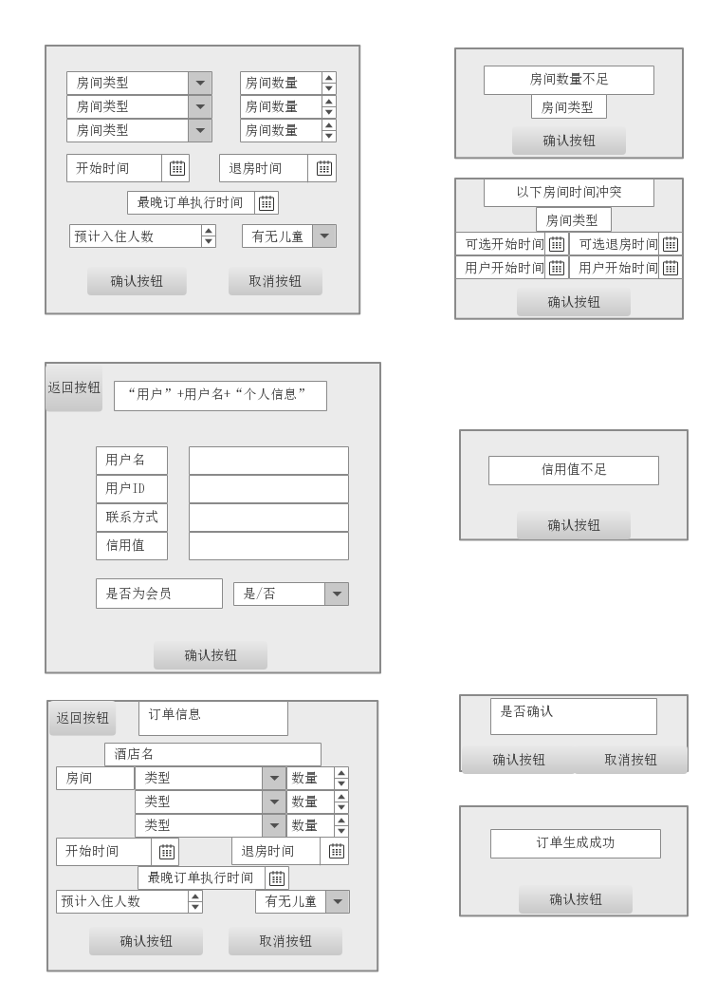 房间类型 房间数量
房间类型 房间数量
房间类型 房间数量
开始时间 退房时间
最晚订单执行时间
预计入住人数 有无儿童
确认按钮 取消按钮
房间数量不足
房间类型
确认按钮
以下房间时间冲突
房间类型
可选开始时间 可选退房时间
用户开始时间 用户开始时间
确认按钮
返回按钮 “用户”+用户名+“个人信息”
用户名
用户ID
联系方式
信用值
是否为会员 是/否
确认按钮
信用值不足
确认按钮
返回按钮 订单信息
酒店名
房间 类型 数量
类型 数量
类型 数量
开始时间 退房时间
最晚订单执行时间
预计入住人数 有无儿童
确认按钮 取消按钮
是否确认
确认按钮 取消按钮
订单生成成功
确认按钮